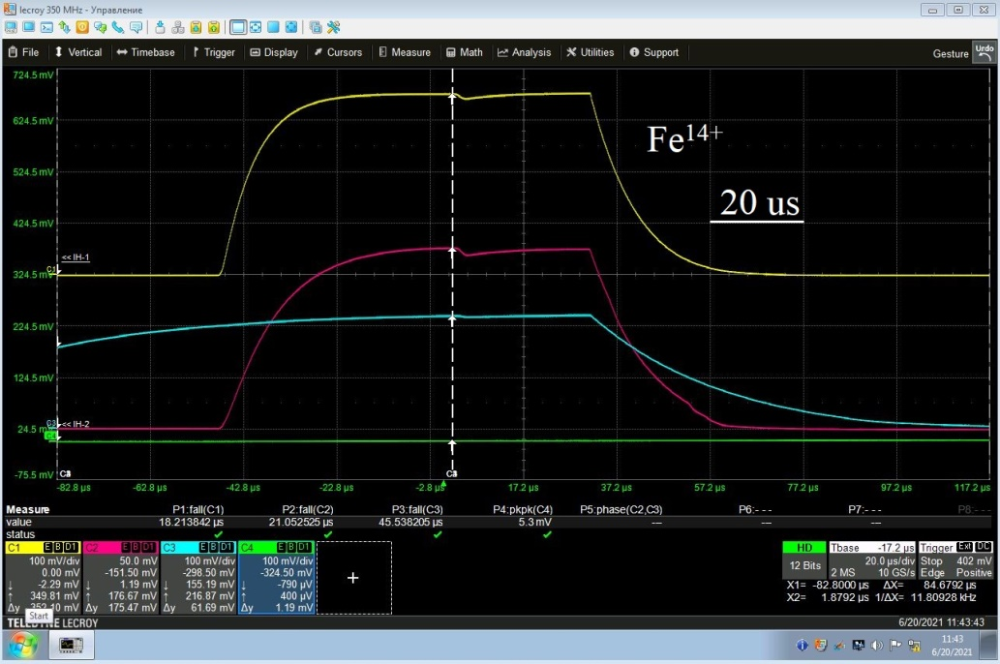 lecroy 350 MHz - Управление
File Vertical Timebase Trigger Display Cursors Measure Math Analysis Utilities Support Gesture Undo
724.5 mV
624.5 mV
524.5 mV
424.5 mV
324.5 mV
224.5 mV
124.5 mV
24.5 mV
-75.5 mV
Fe14+
20 us
C1 << IH-1
<< IH-2
-82.8 µs -62.8 µs -42.8 µs -22.8 µs -2.8 µs 17.2 µs 37.2 µs 57.2 µs 77.2 µs 97.2 µs 117.2 µs
Measure P1:fall(C1) P2:fall(C2) P3:fall(C3) P4:pkpk(C4) P5:phase(C2,C3) P6:- - - P7:- - - P8:- - -
value 18.213842 µs 21.052525 µs 45.538205 µs 5.3 mV --- --- ---
status
C1 E B D1 C2 E B D1 C3 E B D1 C4 E B D1
100 mV/div 50.0 mV 100 mV/div 100 mV/div
0.00 mV -151.50 mV -298.50 mV -324.50 mV
-2.29 mV 1.19 mV 155.19 mV -790 µV
349.81 mV 176.67 mV 216.87 mV 400 µV
Δy 352.10 mV Δy 175.47 mV Δy 61.69 mV Δy 1.19 mV
+
HD Tbase -17.2 µs Trigger Ext DC
12 Bits 20.0 µs/div Stop 402 mV
2 MS 10 GS/s Edge Positive
X1= -82.8000 µs ΔX= 84.6792 µs
X2= 1.8792 µs 1/ΔX= 11.80928 kHz
Start
TELEDYNE LECROY 6/20/2021 11:43:43
11:43
6/20/2021